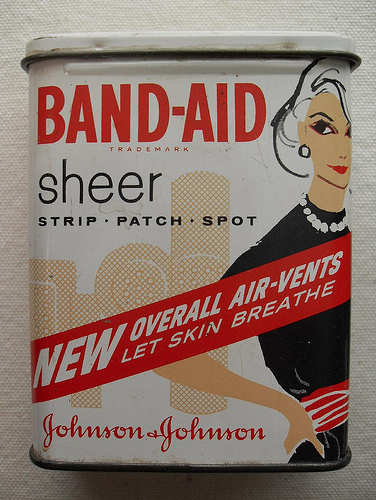 BAND-AID
TRADEMARK
sheer
STRIP · PATCH · SPOT
NEW OVERALL AIR-VENTS
LET SKIN BREATHE
Johnson & Johnson